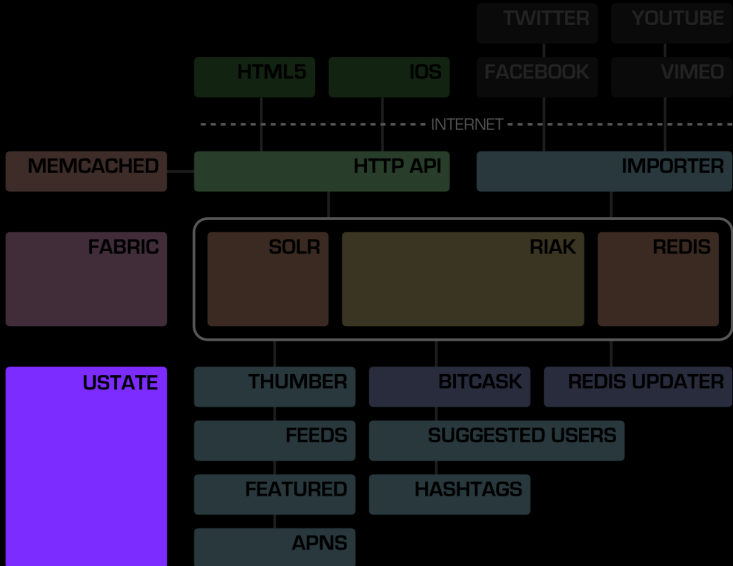 TWITTER YOUTUBE
HTML5 IOS FACEBOOK VIMEO
INTERNET
MEMCACHED HTTP API IMPORTER
FABRIC SOLR RIAK REDIS
USTATE THUMBER BITCASK REDIS UPDATER
FEEDS SUGGESTED USERS
FEATURED HASHTAGS
APNS